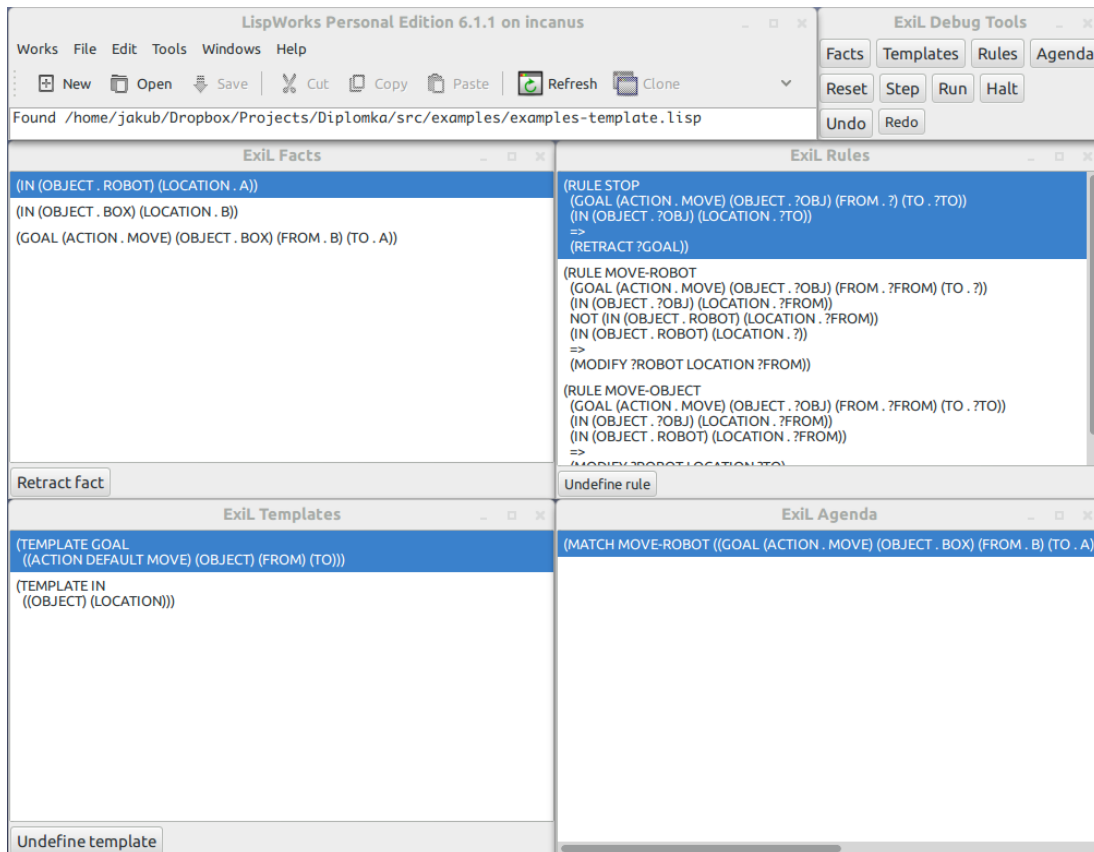 LispWorks Personal Edition 6.1.1 on incanus
Works File Edit Tools Windows Help
New Open Save Cut Copy Paste Refresh Clone
Found /home/jakub/Dropbox/Projects/Diplomka/src/examples/examples-template.lisp
ExiL Debug Tools
Facts Templates Rules Agenda
Reset Step Run Halt
Undo Redo
ExiL Facts
(IN (OBJECT . ROBOT) (LOCATION . A))
(IN (OBJECT . BOX) (LOCATION . B))
(GOAL (ACTION . MOVE) (OBJECT . BOX) (FROM . B) (TO . A))
Retract fact
ExiL Rules
(RULE STOP
(GOAL (ACTION . MOVE) (OBJECT . ?OBJ) (FROM . ?) (TO . ?TO))
(IN (OBJECT . ?OBJ) (LOCATION . ?TO))
=>
(RETRACT ?GOAL))
(RULE MOVE-ROBOT
(GOAL (ACTION . MOVE) (OBJECT . ?OBJ) (FROM . ?FROM) (TO . ?))
(IN (OBJECT . ?OBJ) (LOCATION . ?FROM))
NOT (IN (OBJECT . ROBOT) (LOCATION . ?FROM))
(IN (OBJECT . ROBOT) (LOCATION . ?))
=>
(MODIFY ?ROBOT LOCATION ?FROM))
(RULE MOVE-OBJECT
(GOAL (ACTION . MOVE) (OBJECT . ?OBJ) (FROM . ?FROM) (TO . ?TO))
(IN (OBJECT . ?OBJ) (LOCATION . ?FROM))
(IN (OBJECT . ROBOT) (LOCATION . ?FROM))
=>
(MODIFY ?ROBOT LOCATION ?TO)
Undefine rule
ExiL Templates
(TEMPLATE GOAL
((ACTION DEFAULT MOVE) (OBJECT) (FROM) (TO)))
(TEMPLATE IN
((OBJECT) (LOCATION)))
Undefine template
ExiL Agenda
(MATCH MOVE-ROBOT ((GOAL (ACTION . MOVE) (OBJECT . BOX) (FROM . B) (TO . A)